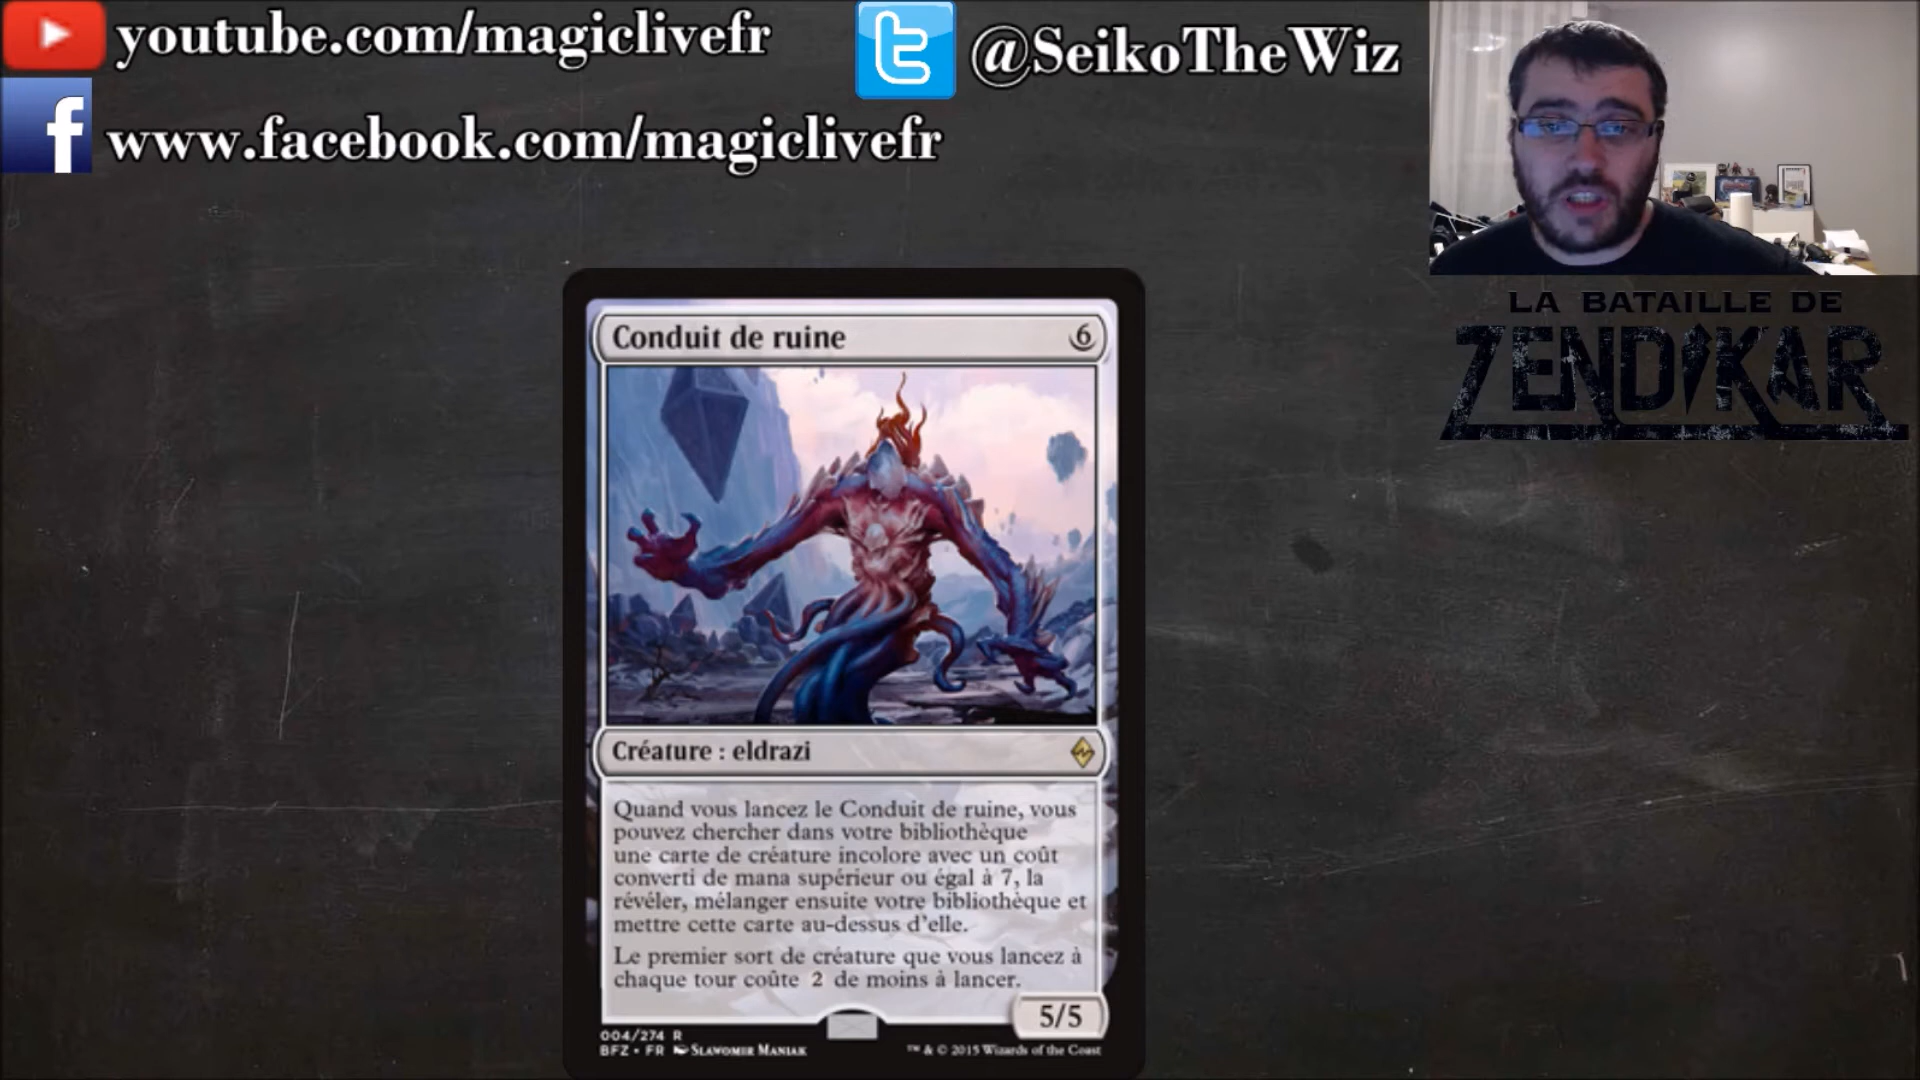 youtube.com/magiclivefr
@SeikoTheWiz
www.facebook.com/magiclivefr
LA BATAILLE DE
ZENDIKAR
Conduit de ruine
6
Créature : eldrazi
Quand vous lancez le Conduit de ruine, vous
pouvez chercher dans votre bibliothèque
une carte de créature incolore avec un coût
converti de mana supérieur ou égal à 7, la
révéler, mélanger ensuite votre bibliothèque et
mettre cette carte au-dessus d'elle.
Le premier sort de créature que vous lancez à
chaque tour coûte 2 de moins à lancer.
5/5
004/274 R
BFZ • FR Slawomir Maniak
™ & © 2015 Wizards of the Coast